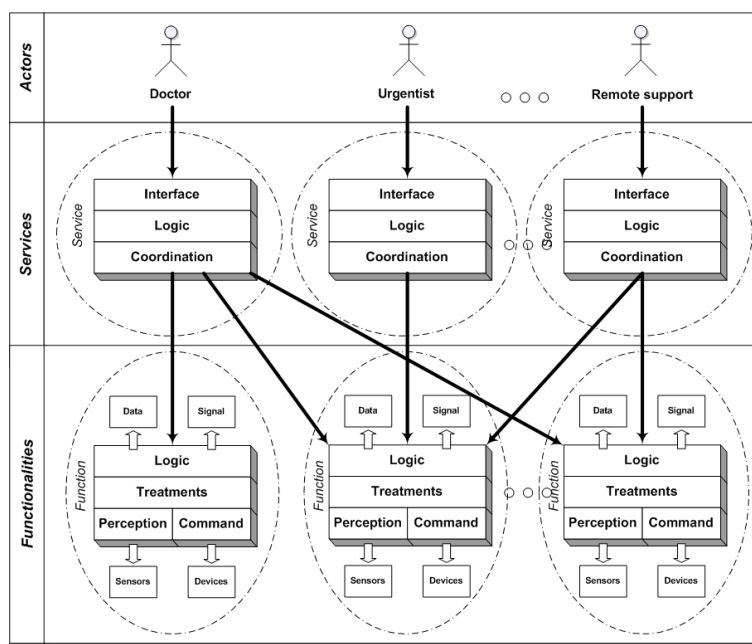 Actors
Doctor
Urgentist
Remote support
Services
Service
Interface
Logic
Coordination
Service
Interface
Logic
Coordination
Service
Interface
Logic
Coordination
Functionalities
Function
Data
Signal
Logic
Treatments
Perception
Command
Sensors
Devices
Function
Data
Signal
Logic
Treatments
Perception
Command
Sensors
Devices
Function
Data
Signal
Logic
Treatments
Perception
Command
Sensors
Devices